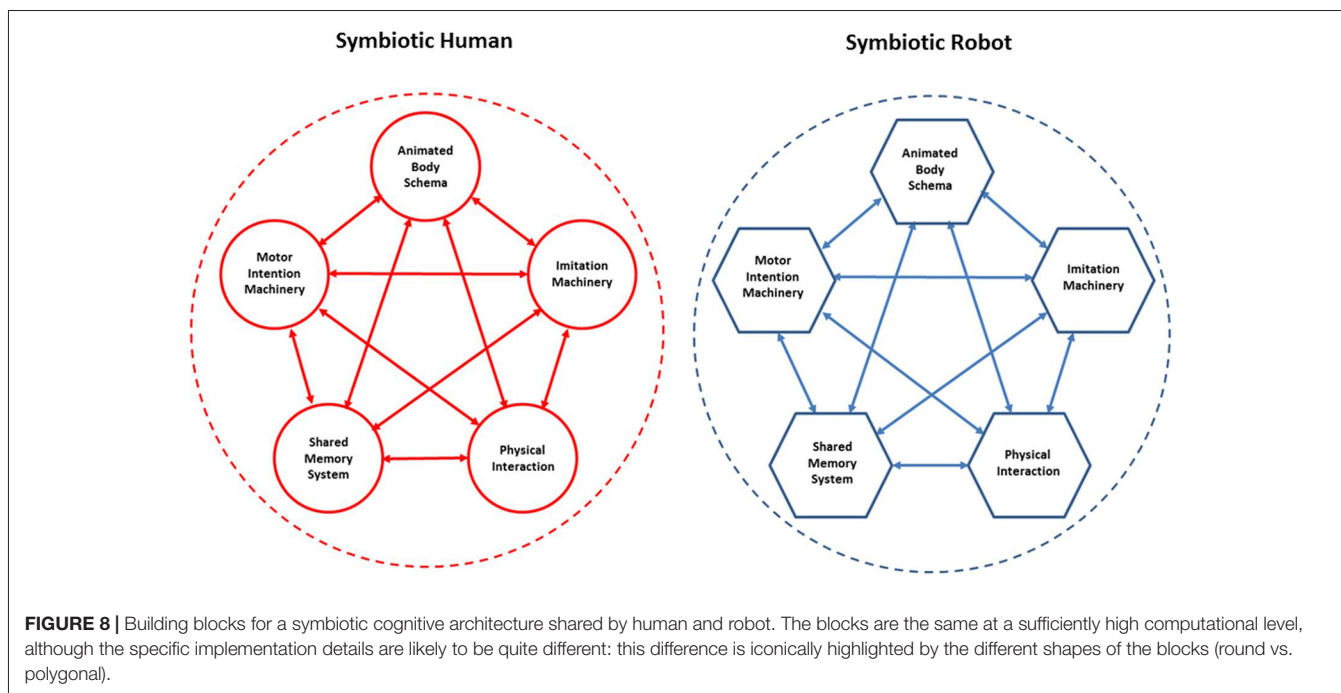 Symbiotic Human
Symbiotic Robot
Animated
Body
Schema
Motor
Intention
Machinery
Imitation
Machinery
Shared
Memory
System
Physical
Interaction
Animated
Body
Schema
Motor
Intention
Machinery
Imitation
Machinery
Shared
Memory
System
Physical
Interaction
FIGURE 8 | Building blocks for a symbiotic cognitive architecture shared by human and robot. The blocks are the same at a sufficiently high computational level,
although the specific implementation details are likely to be quite different: this difference is iconically highlighted by the different shapes of the blocks (round vs.
polygonal).